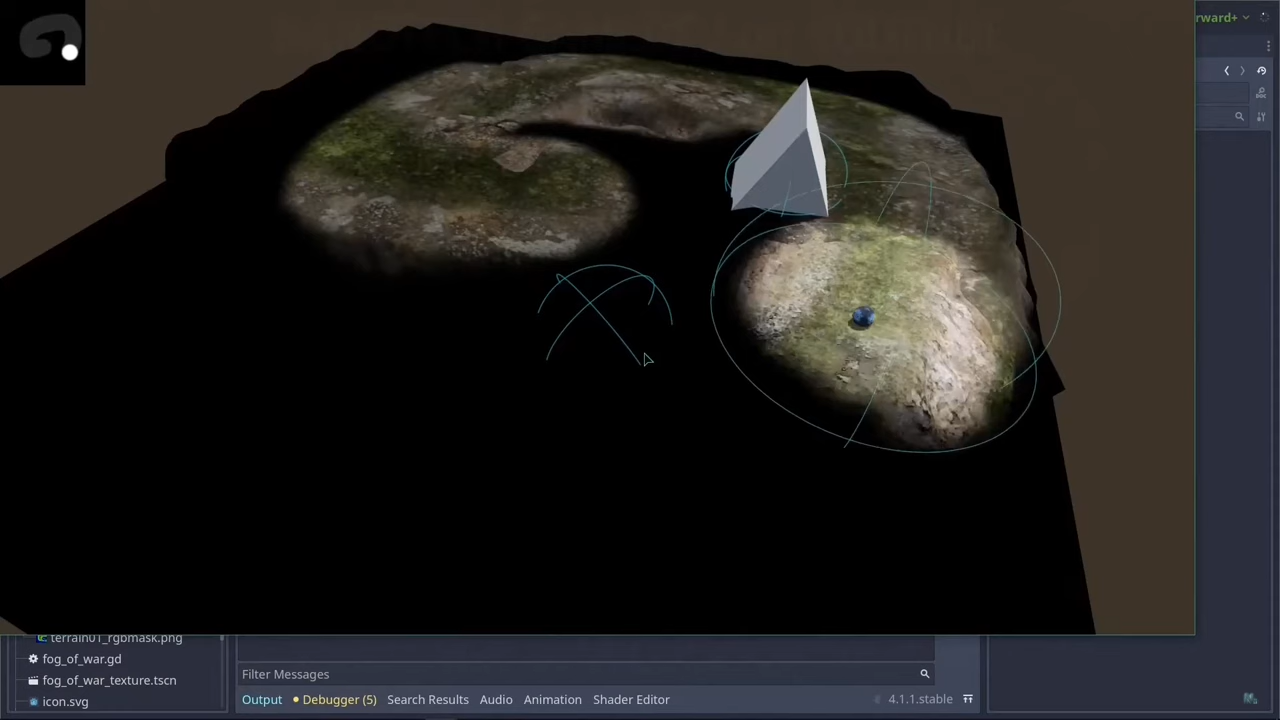 rward+
terrain01_rgbmask.png
fog_of_war.gd
fog_of_war_texture.tscn
icon.svg
Filter Messages
Output Debugger (5) Search Results Audio Animation Shader Editor 4.1.1.stable